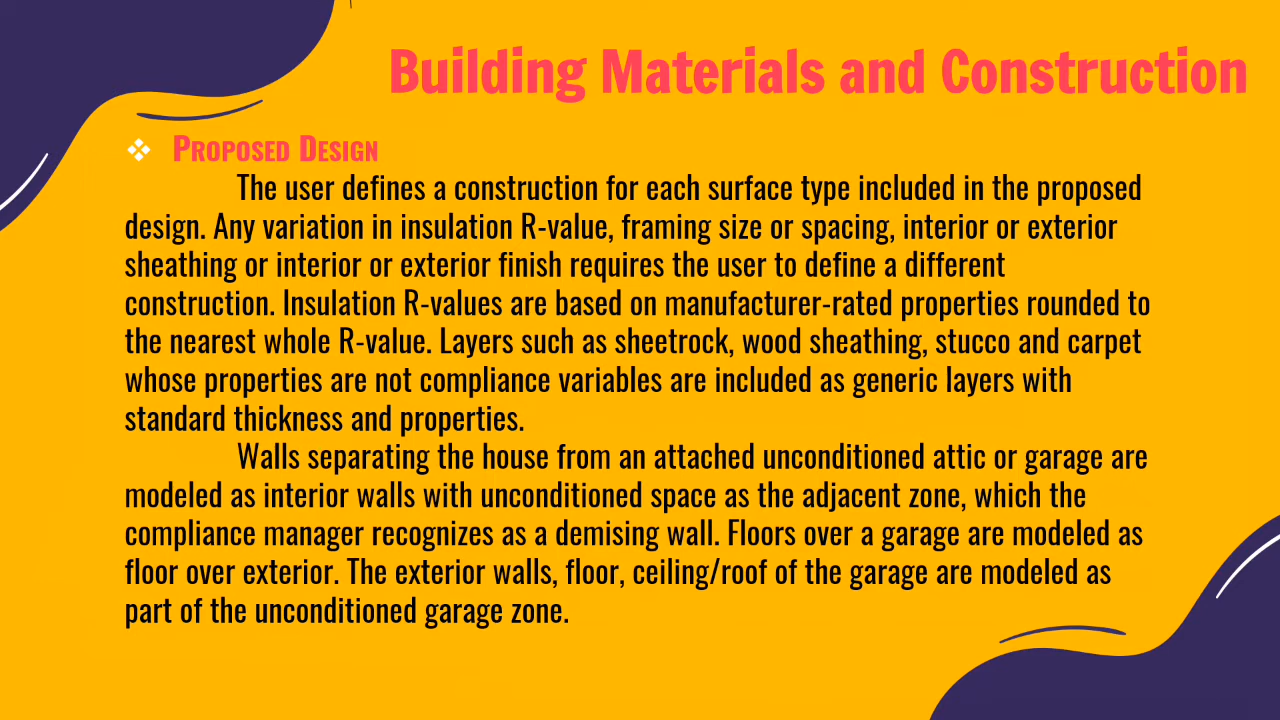 Building Materials and Construction
❖ PROPOSED DESIGN
The user defines a construction for each surface type included in the proposed
design. Any variation in insulation R-value, framing size or spacing, interior or exterior
sheathing or interior or exterior finish requires the user to define a different
construction. Insulation R-values are based on manufacturer-rated properties rounded to
the nearest whole R-value. Layers such as sheetrock, wood sheathing, stucco and carpet
whose properties are not compliance variables are included as generic layers with
standard thickness and properties.
Walls separating the house from an attached unconditioned attic or garage are
modeled as interior walls with unconditioned space as the adjacent zone, which the
compliance manager recognizes as a demising wall. Floors over a garage are modeled as
floor over exterior. The exterior walls, floor, ceiling/roof of the garage are modeled as
part of the unconditioned garage zone.